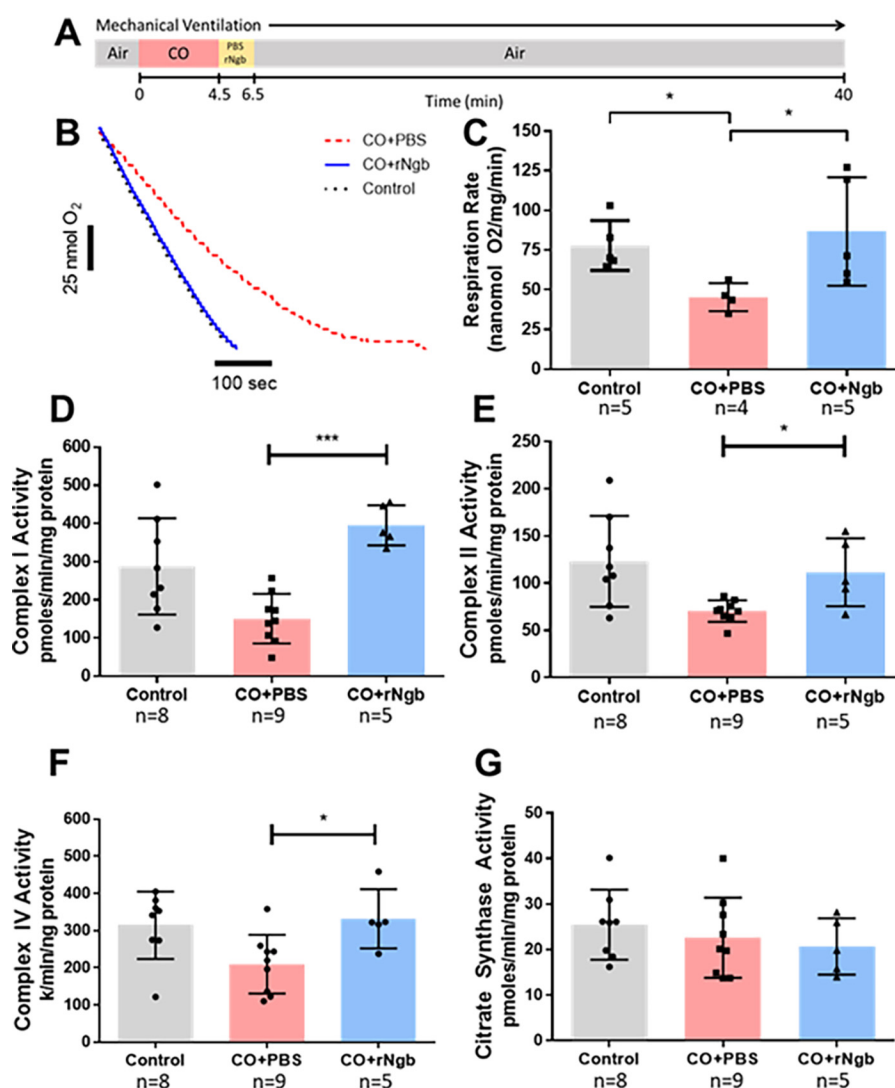 A
Mechanical Ventilation
Air
CO
PBS
rNgb
Air
0
4.5
6.5
40
Time (min)
B
CO+PBS
CO+rNgb
Control
25 nmol O2
100 sec
C
*
*
Respiration Rate
(nanomol O2/mg/min)
150
125
100
75
50
25
0
Control
CO+PBS
CO+Ngb
n=5
n=4
n=5
D
***
Complex I Activity
pmoles/min/mg protein
600
500
400
300
200
100
0
Control
CO+PBS
CO+rNgb
n=8
n=9
n=5
E
*
Complex II Activity
pmoles/min/mg protein
250
200
150
100
50
0
Control
CO+PBS
CO+rNgb
n=8
n=9
n=5
F
*
Complex IV Activity
k/min/ng protein
600
500
400
300
200
100
0
Control
CO+PBS
CO+rNgb
n=8
n=9
n=5
G
Citrate Synthase Activity
pmoles/min/mg protein
50
40
30
20
10
0
Control
CO+PBS
CO+rNgb
n=8
n=9
n=5